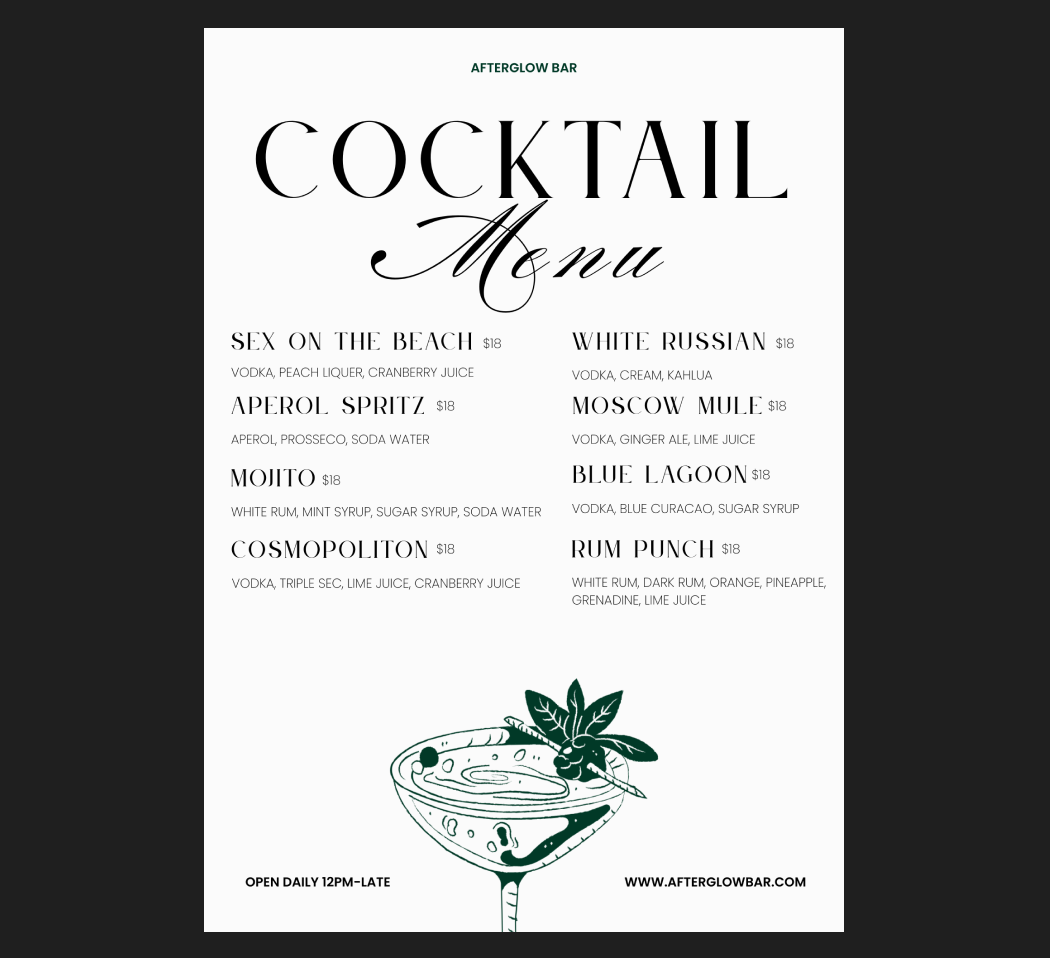 AFTERGLOW BAR
COCKTAIL
Menu
SEX ON THE BEACH $18
VODKA, PEACH LIQUER, CRANBERRY JUICE
APEROL SPRITZ $18
APEROL, PROSSECO, SODA WATER
MOJITO $18
WHITE RUM, MINT SYRUP, SUGAR SYRUP, SODA WATER
COSMOPOLITON $18
VODKA, TRIPLE SEC, LIME JUICE, CRANBERRY JUICE
WHITE RUSSIAN $18
VODKA, CREAM, KAHLUA
MOSCOW MULE $18
VODKA, GINGER ALE, LIME JUICE
BLUE LAGOON $18
VODKA, BLUE CURACAO, SUGAR SYRUP
RUM PUNCH $18
WHITE RUM, DARK RUM, ORANGE, PINEAPPLE,
GRENADINE, LIME JUICE
OPEN DAILY 12PM-LATE
WWW.AFTERGLOWBAR.COM